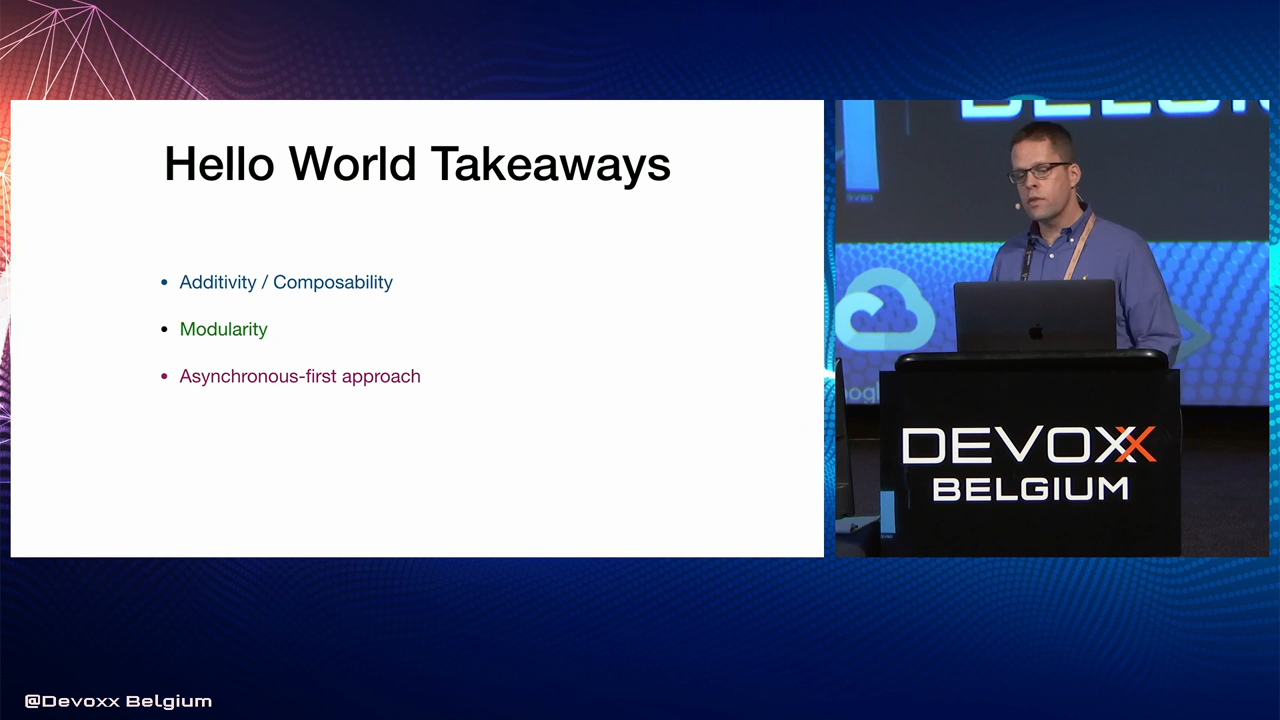 Hello World Takeaways
• Additivity / Composability
• Modularity
• Asynchronous-first approach
DEVOXX
BELGIUM
@Devoxx Belgium